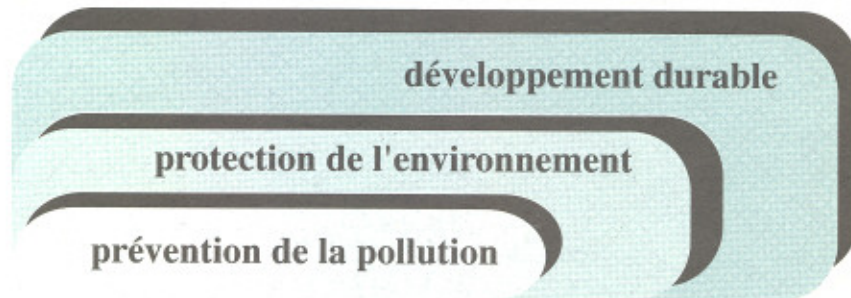 développement durable
protection de l'environnement
prévention de la pollution